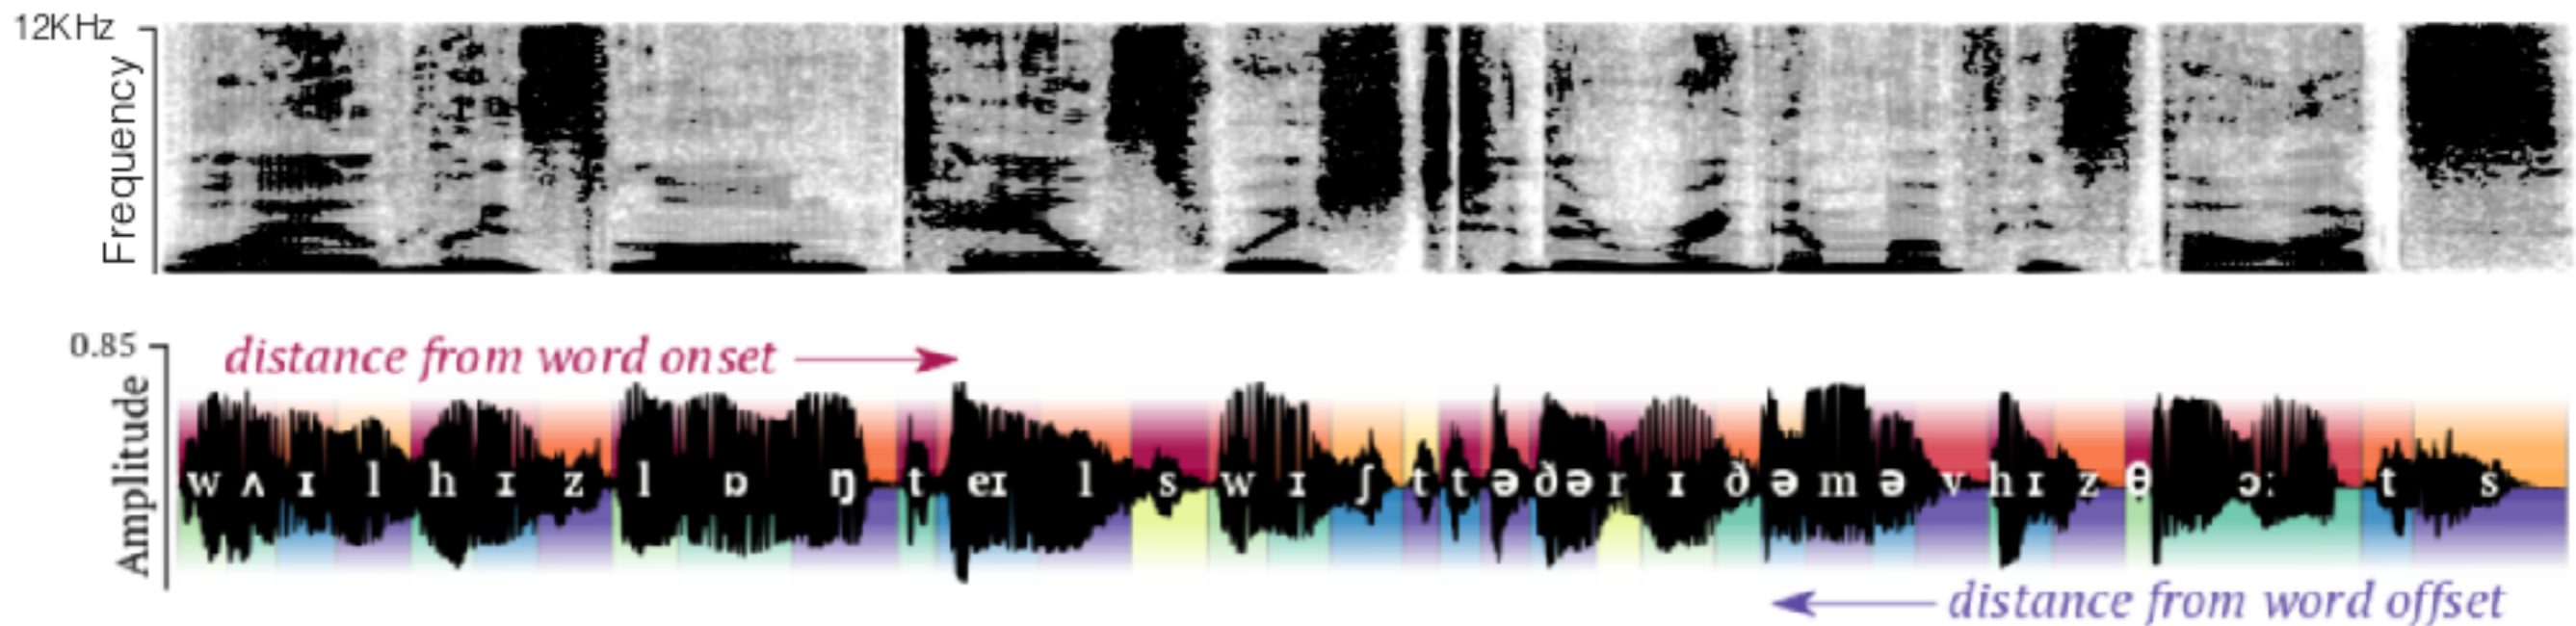 12KHz
Frequency
0.85
distance from word onset
Amplitude
w ʌ ɪ l h ɪ z l ɒ ŋ t eɪ l s w ɪ ʃ t t ə ð ə r ɪ ð ə m ə v h ɪ z θ ɔː t s
distance from word offset